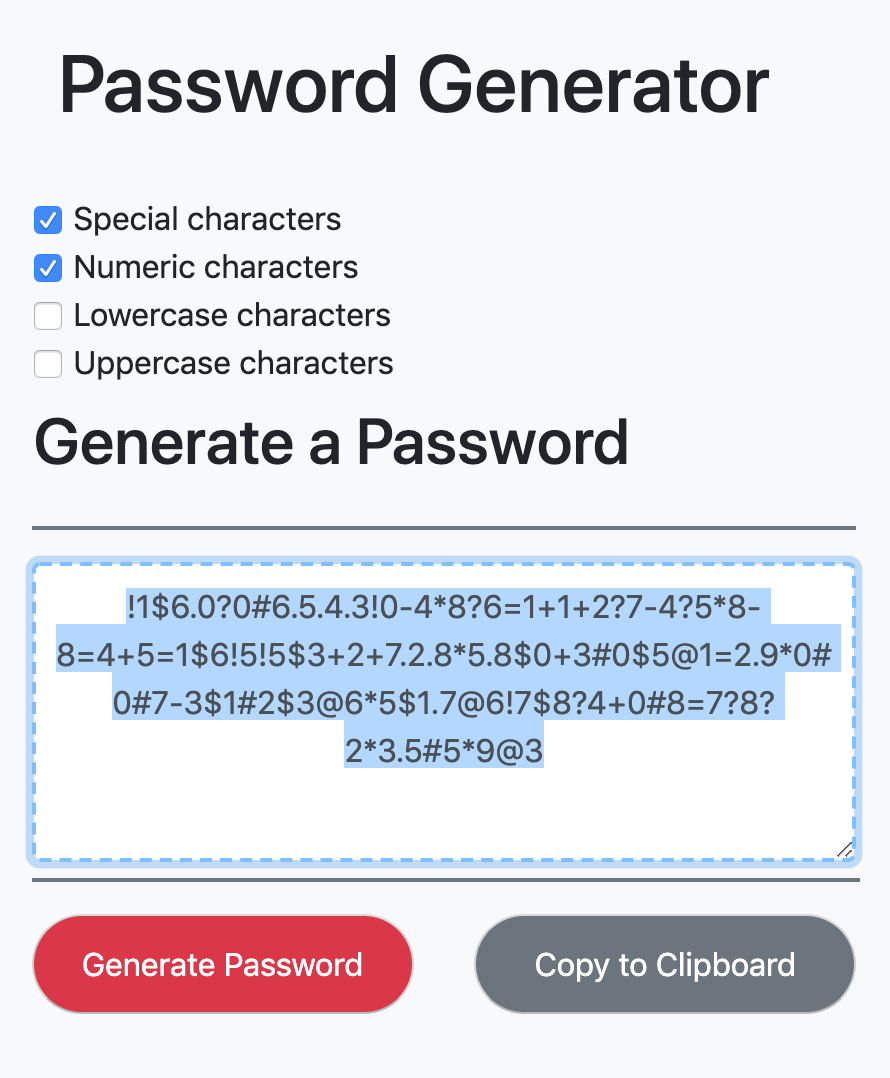 Password Generator
Special characters
Numeric characters
Lowercase characters
Uppercase characters
Generate a Password
!1$6.0?0#6.5.4.3!0-4*8?6=1+1+2?7-4?5*8-
8=4+5=1$6!5!5$3+2+7.2.8*5.8$0+3#0$5@1=2.9*0#
0#7-3$1#2$3@6*5$1.7@6!7$8?4+0#8=7?8?
2*3.5#5*9@3
Generate Password
Copy to Clipboard